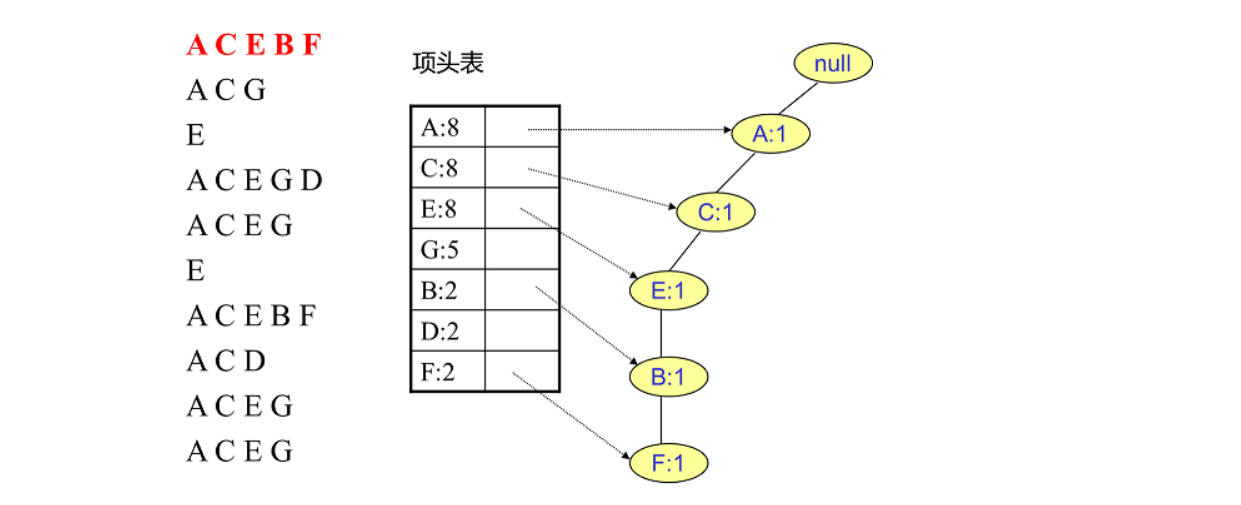 A C E B F
A C G
E
A C E G D
A C E G
E
A C E B F
A C D
A C E G
A C E G
项头表
A:8
C:8
E:8
G:5
B:2
D:2
F:2
null
A:1
C:1
E:1
B:1
F:1